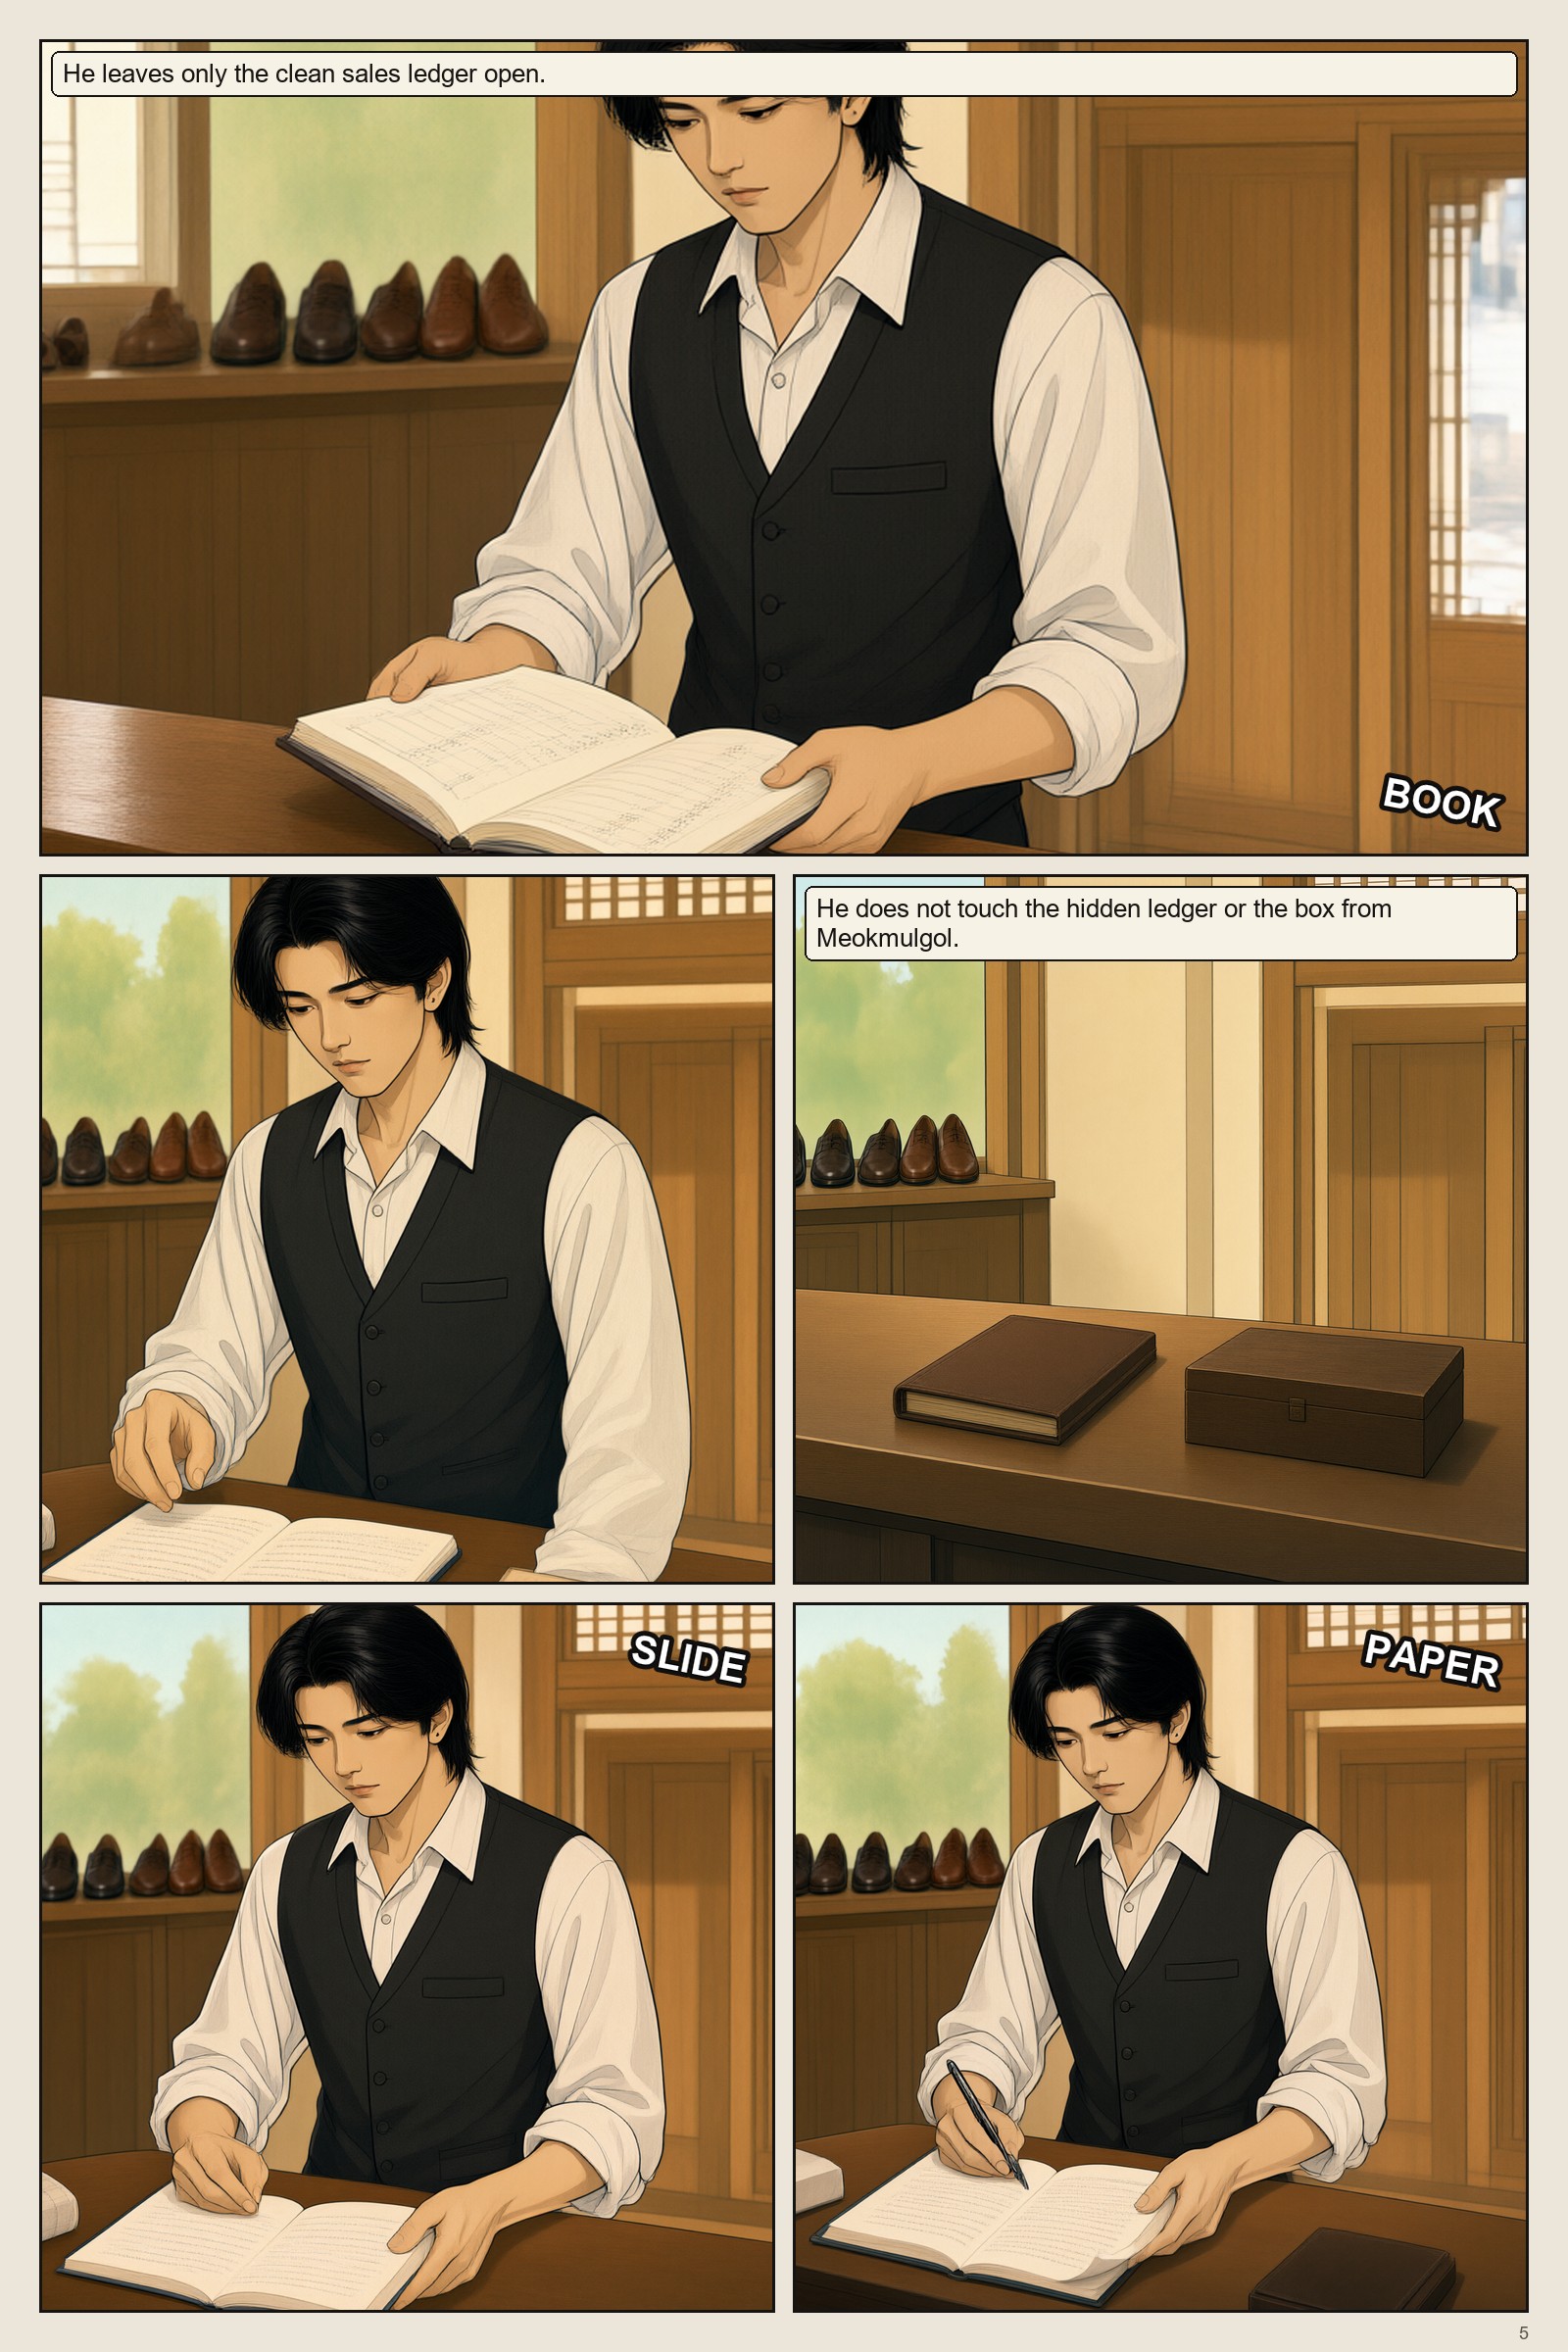 He leaves only the clean sales ledger open.
BOOK
He does not touch the hidden ledger or the box from
Meokmulgol.
SLIDE
PAPER
5